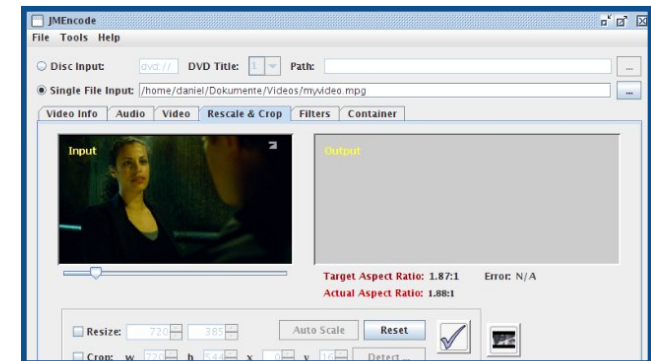 JMEncode
File Tools Help
Disc Input: dvd:// DVD Title: 1 Path: ...
Single File Input: /home/daniel/Dokumente/Videos/myvideo.mpg ...
Video Info Audio Video Rescale & Crop Filters Container
Input Output
Target Aspect Ratio: 1.87:1 Error: N/A
Actual Aspect Ratio: 1.88:1
Resize: 720 385 Auto Scale Reset
Crop: w 720 h 544 x 0 y 16 Detect ...